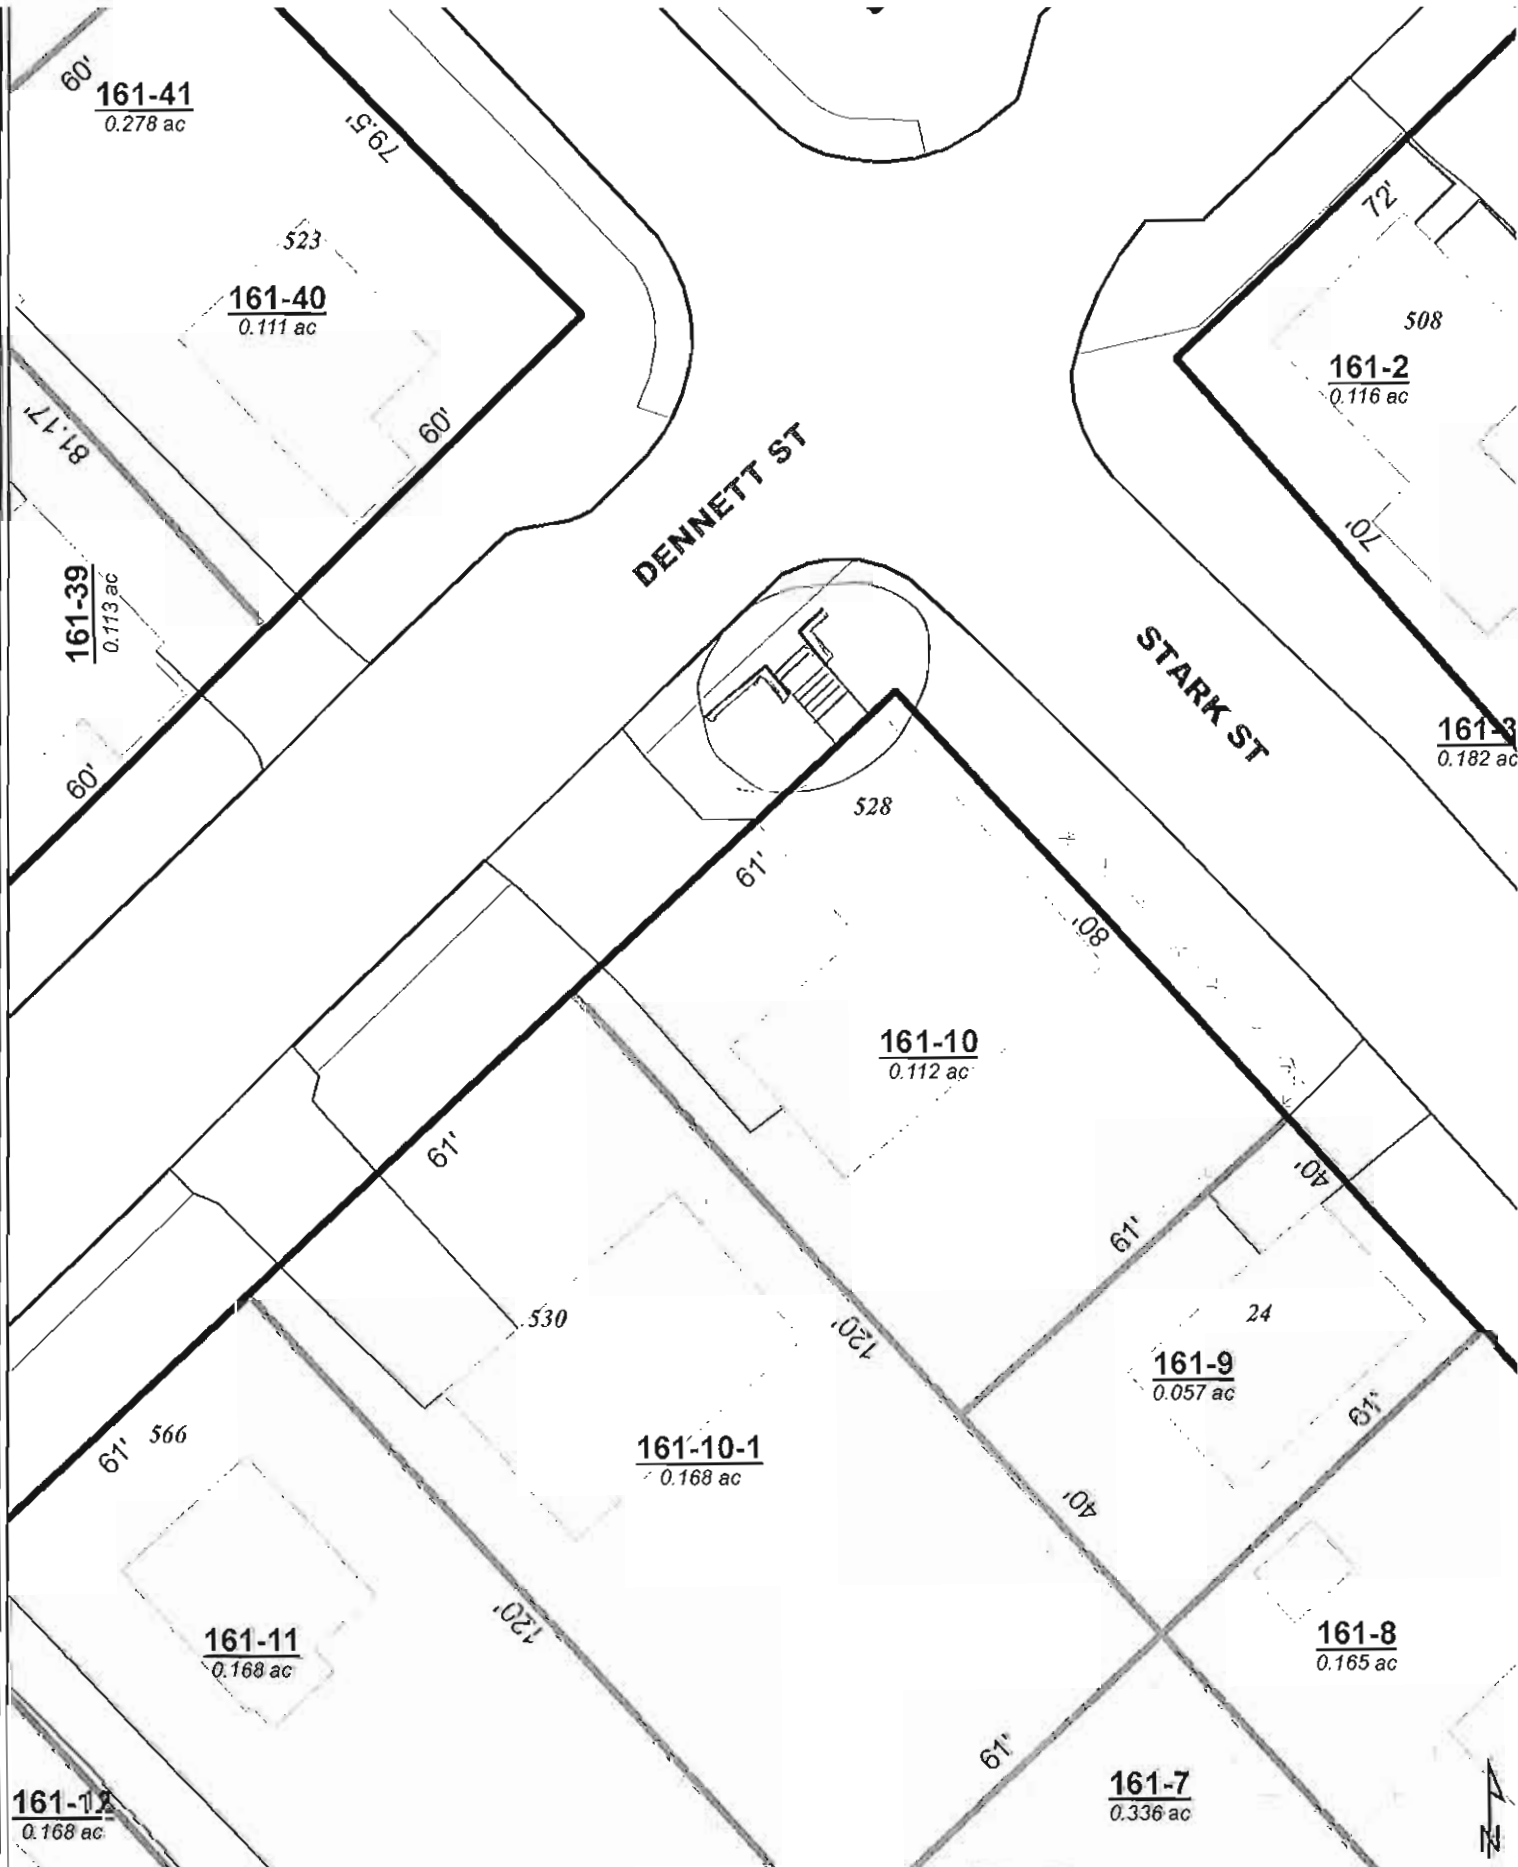 60'
161-41
0.278 ac
79.5'
72'
523
161-40
0.111 ac
508
161-2
0.116 ac
81.17'
60'
DENNETT ST
70'
161-39
0.113 ac
STARK ST
161-3
0.182 ac
60'
528
61'
80'
161-10
0.112 ac
61'
40'
61'
530
120'
24
161-9
0.057 ac
61'
566
61'
161-10-1
0.168 ac
40'
120'
161-11
0.168 ac
161-8
0.165 ac
61'
161-7
0.336 ac
161-12
0.168 ac
N